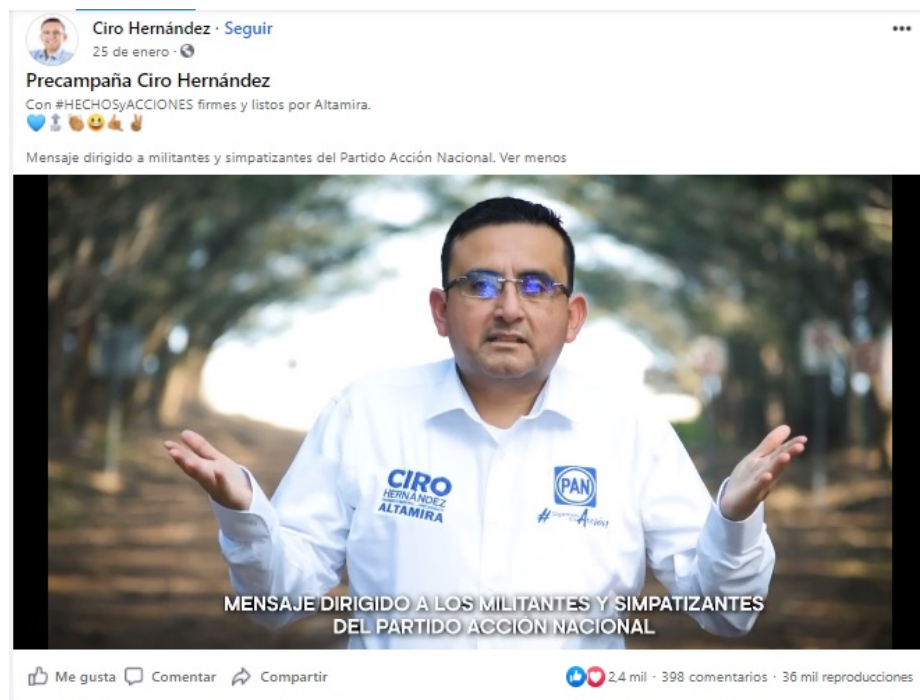 Ciro Hernández · Seguir
25 de enero ·
Precampaña Ciro Hernández
Con #HECHOSyACCIONES firmes y listos por Altamira.
Mensaje dirigido a militantes y simpatizantes del Partido Acción Nacional. Ver menos
CIRO
HERNÁNDEZ
ALTAMIRA
PAN
#
Acción
MENSAJE DIRIGIDO A LOS MILITANTES Y SIMPATIZANTES
DEL PARTIDO ACCIÓN NACIONAL
Me gusta Comentar Compartir 2,4 mil · 398 comentarios · 36 mil reproducciones